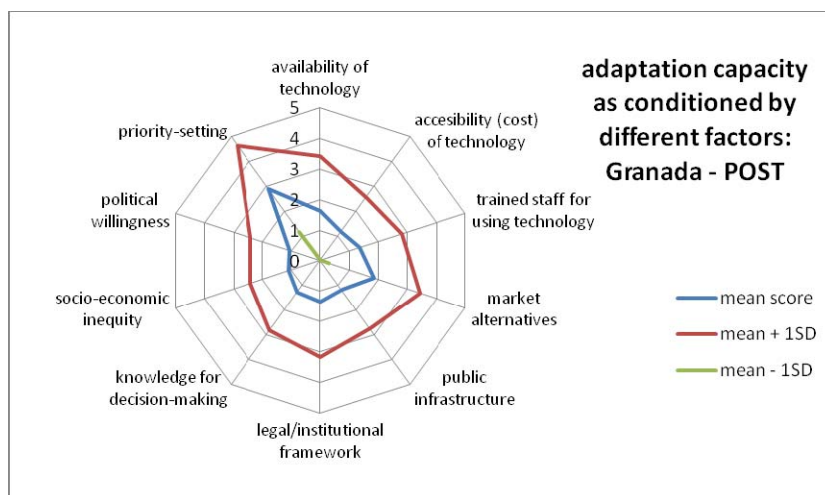 adaptation capacity
as conditioned by
different factors:
Granada - POST
availability of
technology
accesibility (cost)
of technology
trained staff for
using technology
market
alternatives
public
infrastructure
legal/institutional
framework
knowledge for
decision-making
socio-economic
inequity
political
willingness
priority-setting
5
4
3
2
1
0
mean score
mean + 1SD
mean - 1SD